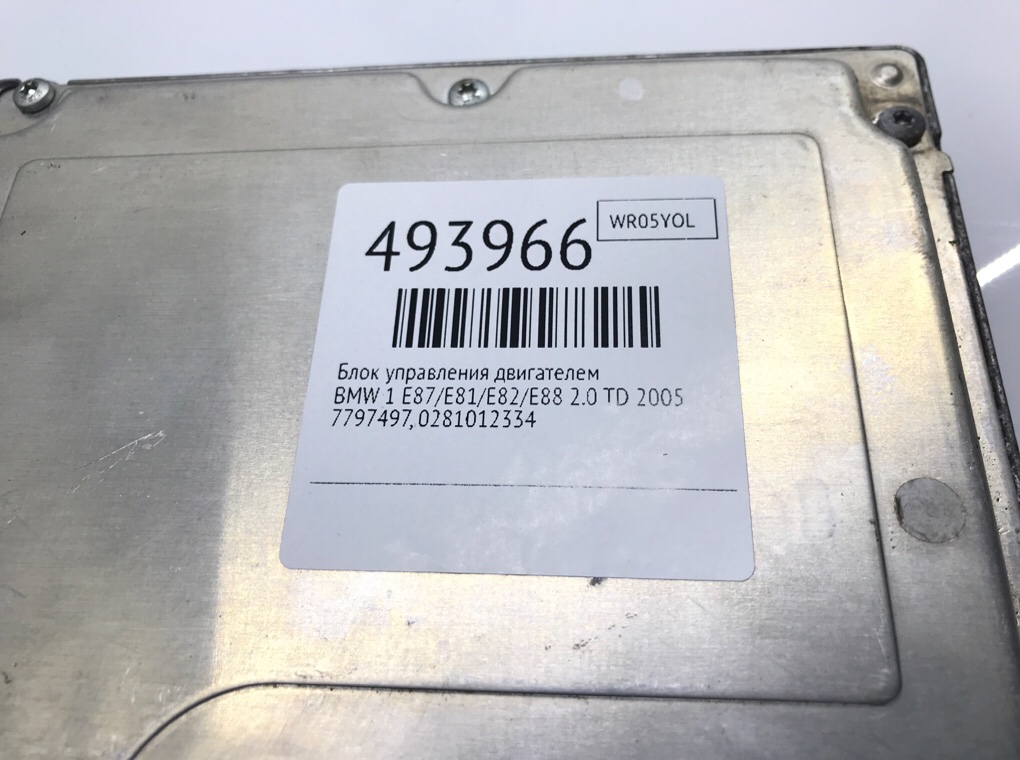 493966
WR05YOL
Блок управления двигателем
BMW 1 E87/E81/E82/E88 2.0 TD 2005
7797497,0281012334